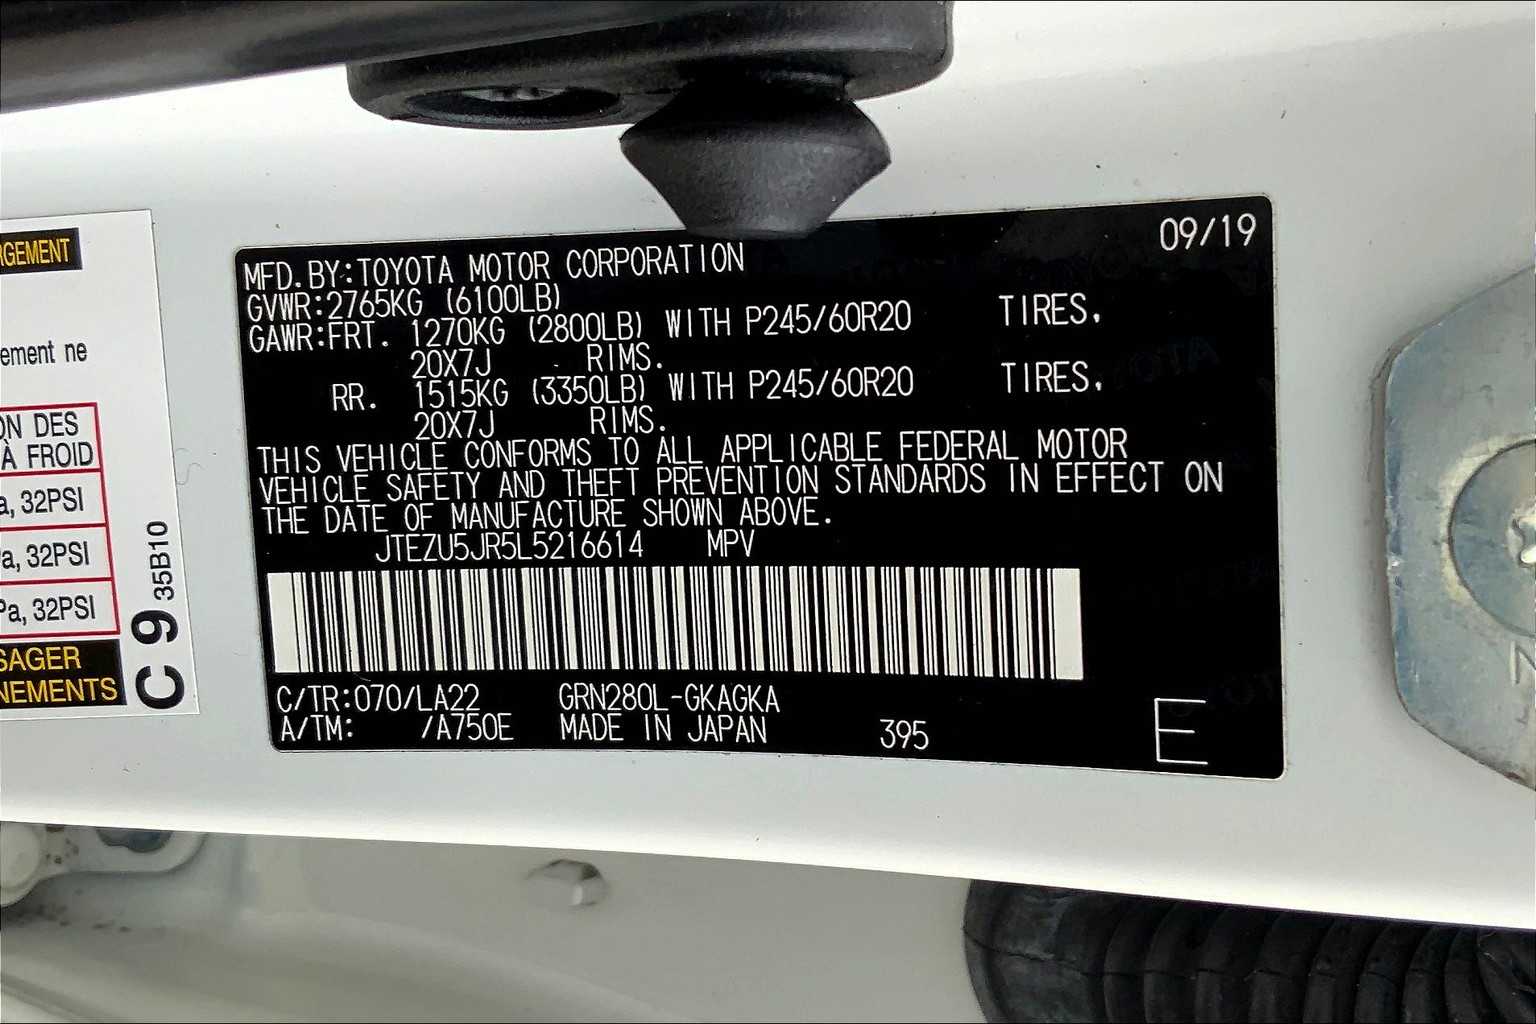 RGEMENT
ement ne
ON DES
À FROID
a, 32PSI
a, 32PSI
Pa, 32PSI
SAGER
NEMENTS
C 9 35B10
09/19
MFD.BY:TOYOTA MOTOR CORPORATION
GVWR:2765KG (6100LB)
GAWR:FRT. 1270KG (2800LB) WITH P245/60R20 TIRES.
20X7J RIMS.
RR. 1515KG (3350LB) WITH P245/60R20 TIRES.
20X7J RIMS.
THIS VEHICLE CONFORMS TO ALL APPLICABLE FEDERAL MOTOR
VEHICLE SAFETY AND THEFT PREVENTION STANDARDS IN EFFECT ON
THE DATE OF MANUFACTURE SHOWN ABOVE.
JTEZU5JR5L5216614 MPV
C/TR:070/LA22 GRN280L-GKAGKA
A/TM: /A750E MADE IN JAPAN 395 E